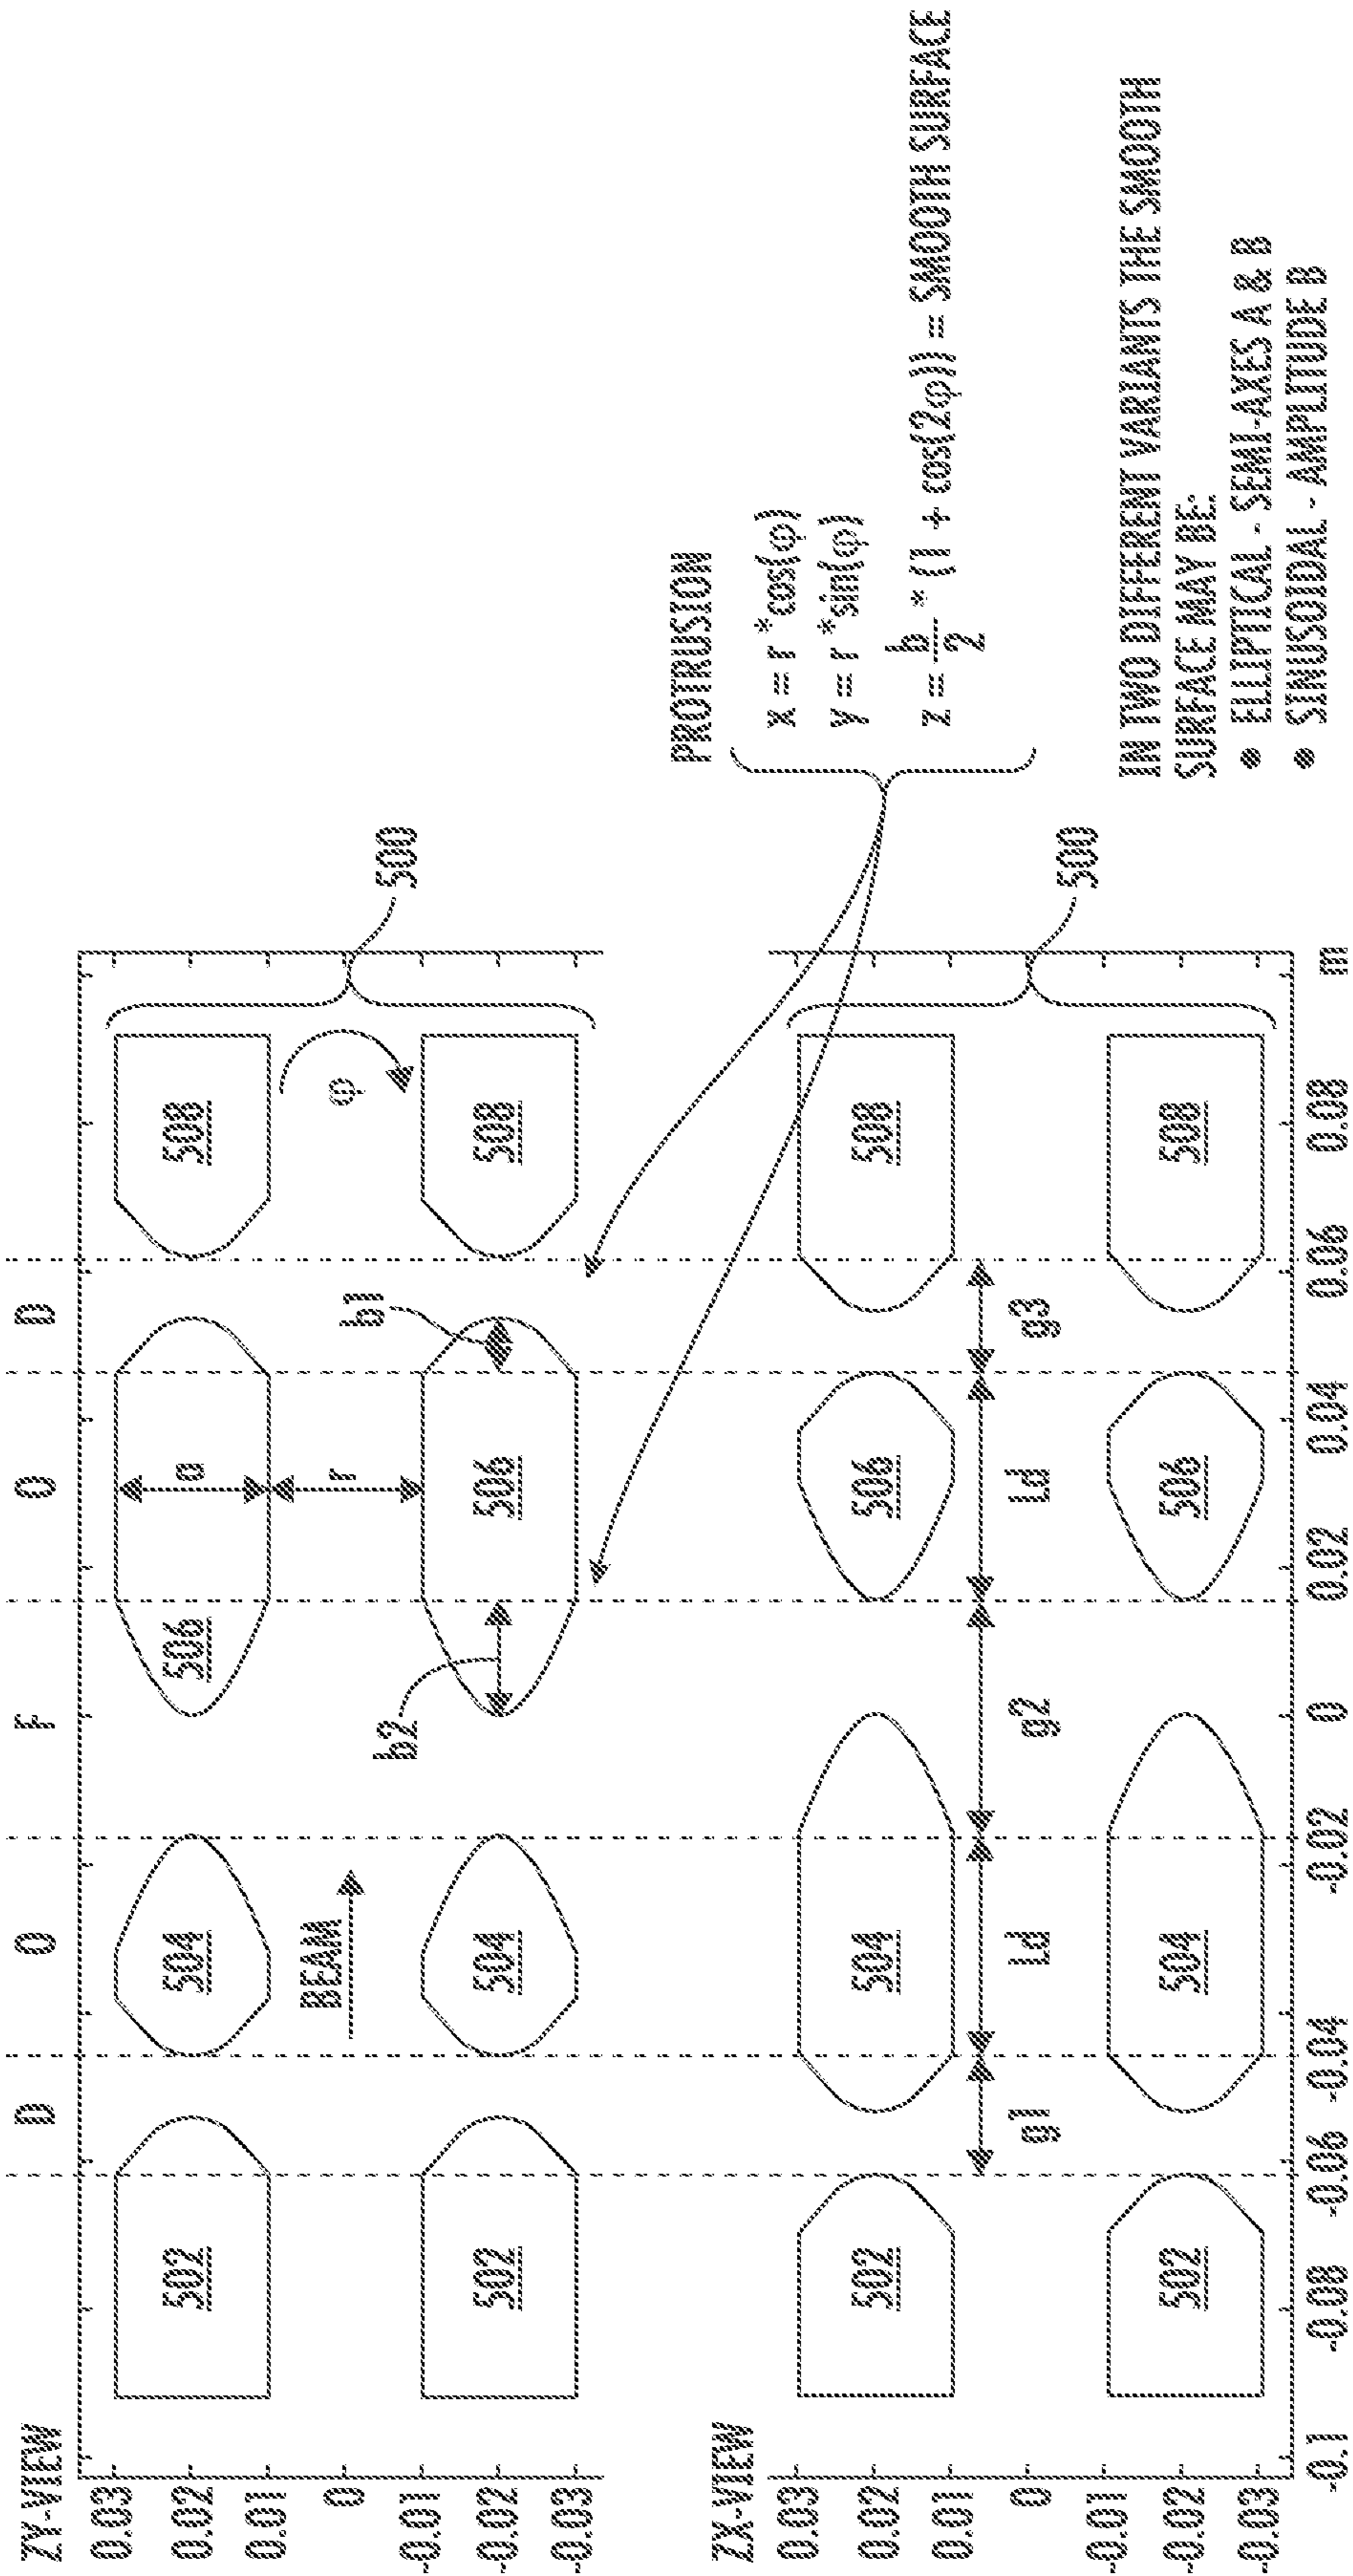 ZY-VIEW
D O F O D
0.03
0.02
0.01
0
-0.01
-0.02
-0.03
502
502
504
504
BEAM
506
506
a
r
b1
b2
508
508
φ
500
ZX-VIEW
0.03
0.02
0.01
0
-0.01
-0.02
-0.03
502
502
504
504
506
506
508
508
g1
Ld
g2
Ld
g3
500
-0.1 -0.08 -0.06 -0.04 -0.02 0 0.02 0.04 0.06 0.08 m
PROTRUSION
x = r*cos(φ)
y = r*sin(φ)
z = b/2 * (1 + cos(2φ)) = SMOOTH SURFACE
IN TWO DIFFERENT VARIANTS THE SMOOTH
SURFACE MAY BE:
• ELLIPTICAL - SEMI-AXES A & B
• SINUSOIDAL - AMPLITUDE B